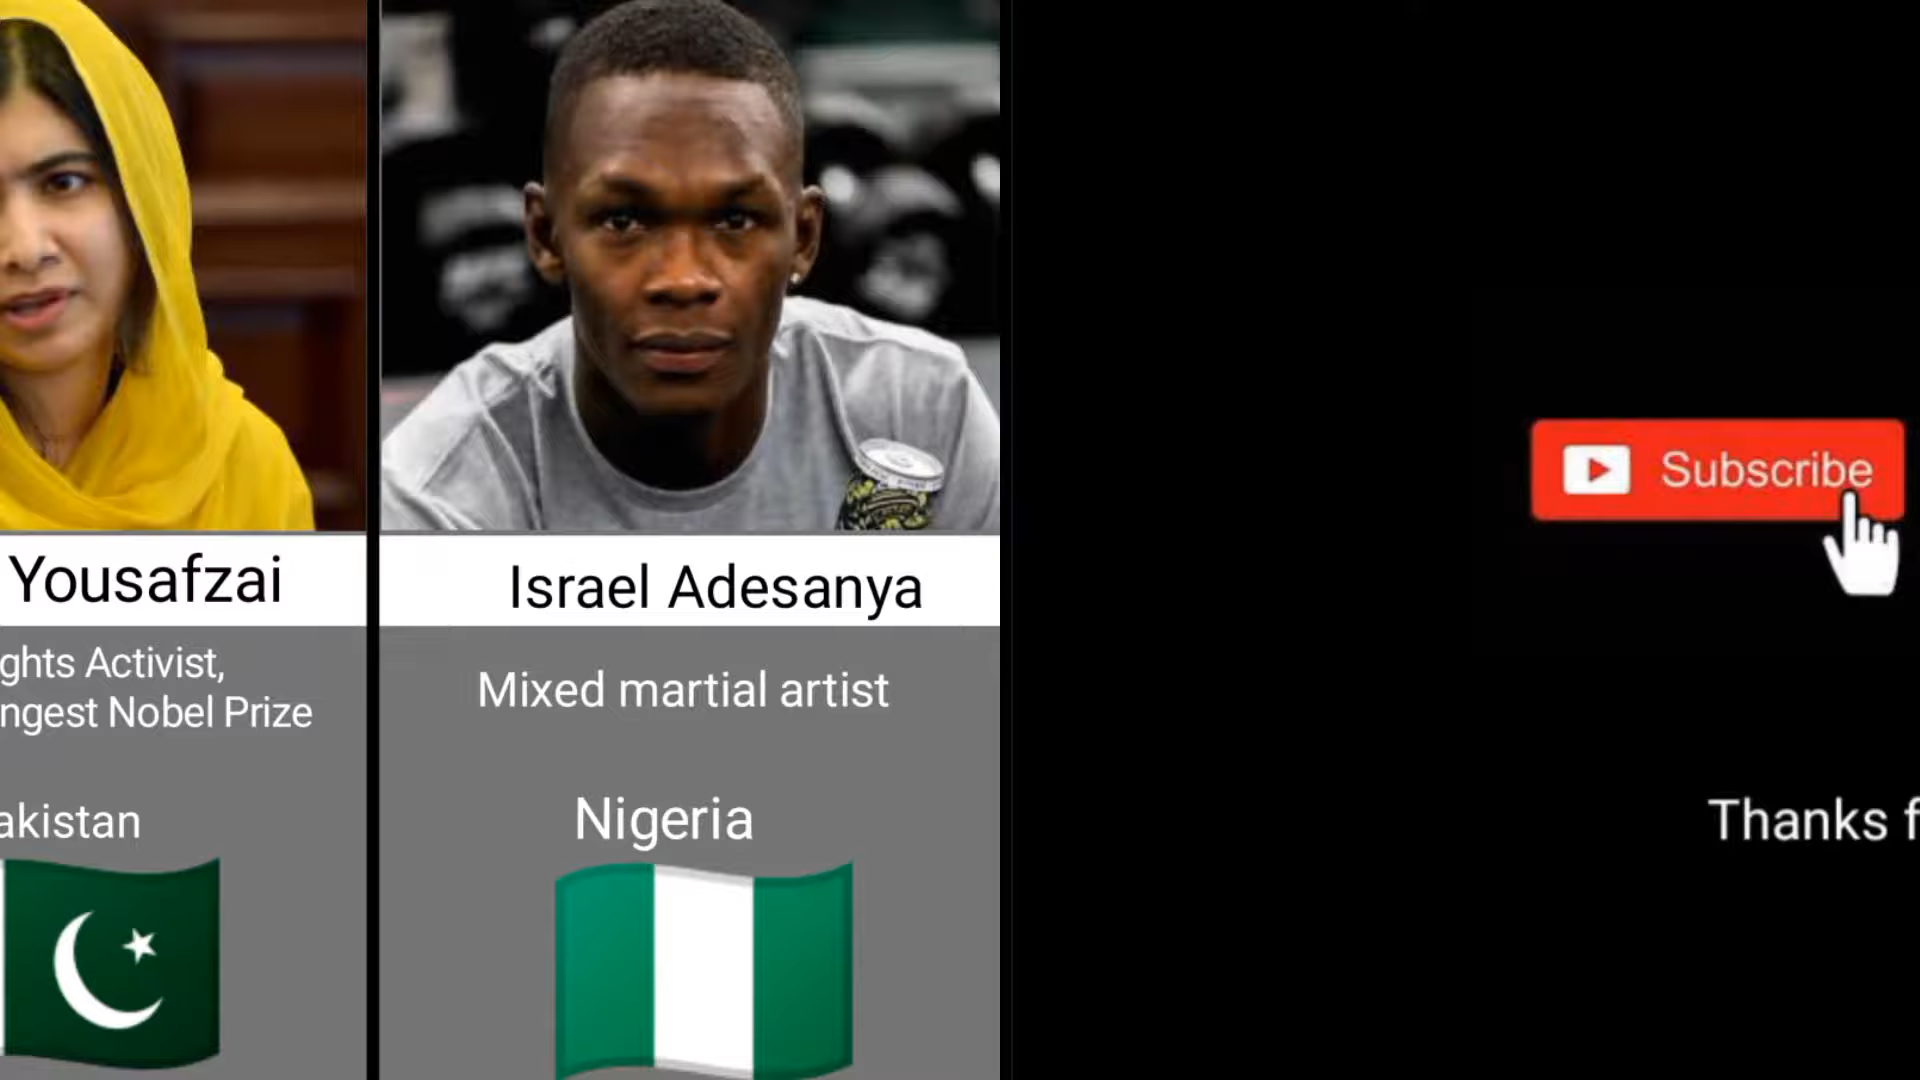 Yousafzai
ghts Activist,
ngest Nobel Prize
akistan
Israel Adesanya
Mixed martial artist
Nigeria
Subscribe
Thanks f